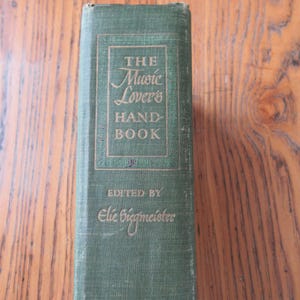 THE
Music
Lover's
HAND-
BOOK
EDITED BY
Elie Siegmeister